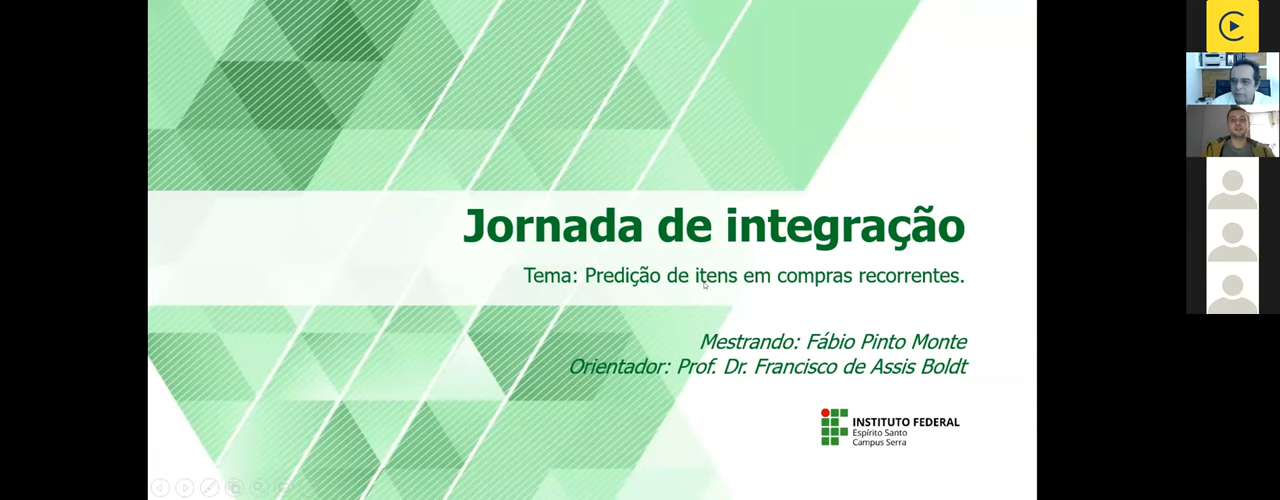 Jornada de integração
Tema: Predição de itens em compras recorrentes.
Mestrando: Fábio Pinto Monte
Orientador: Prof. Dr. Francisco de Assis Boldt
INSTITUTO FEDERAL
Espírito Santo
Campus Serra